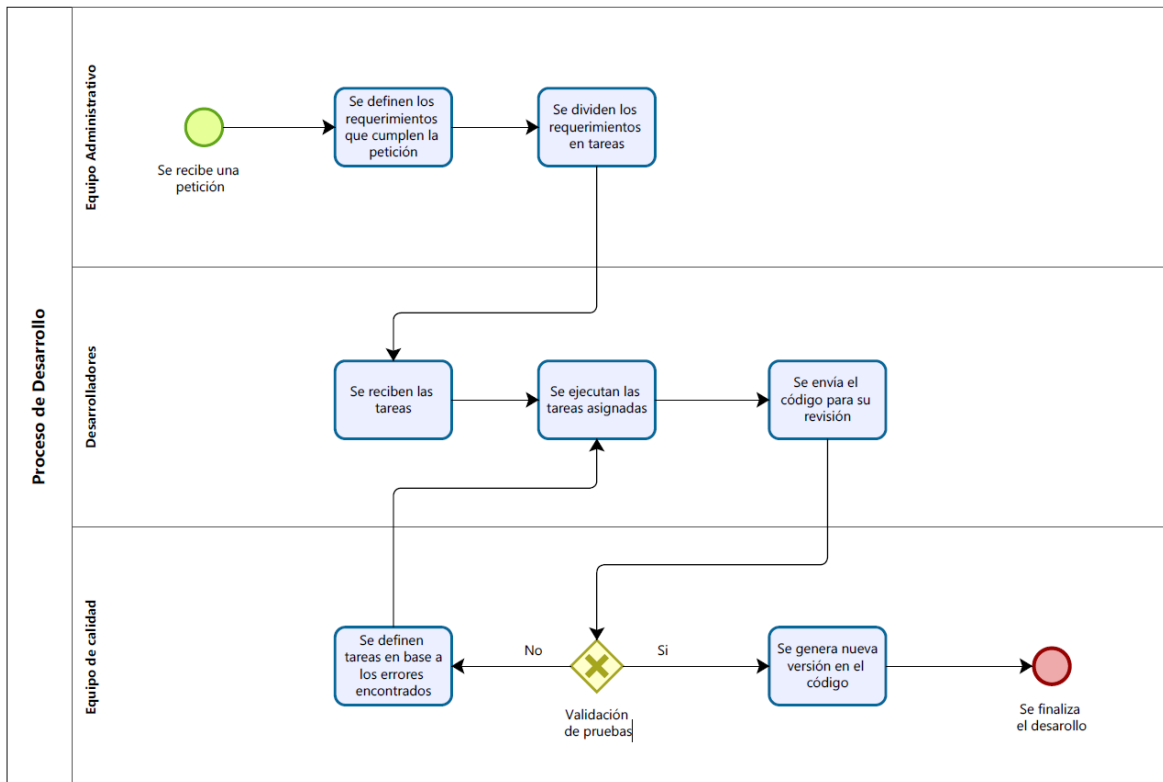 Proceso de Desarrollo
Equipo Administrativo
Se recibe una
petición
Se definen los
requerimientos
que cumplen la
petición
Se dividen los
requerimientos
en tareas
Desarrolladores
Se reciben las
tareas
Se ejecutan las
tareas asignadas
Se envía el
código para su
revisión
Equipo de calidad
Se definen
tareas en base a
los errores
encontrados
No
Validación
de pruebas
Si
Se genera nueva
versión en el
código
Se finaliza
el desarollo